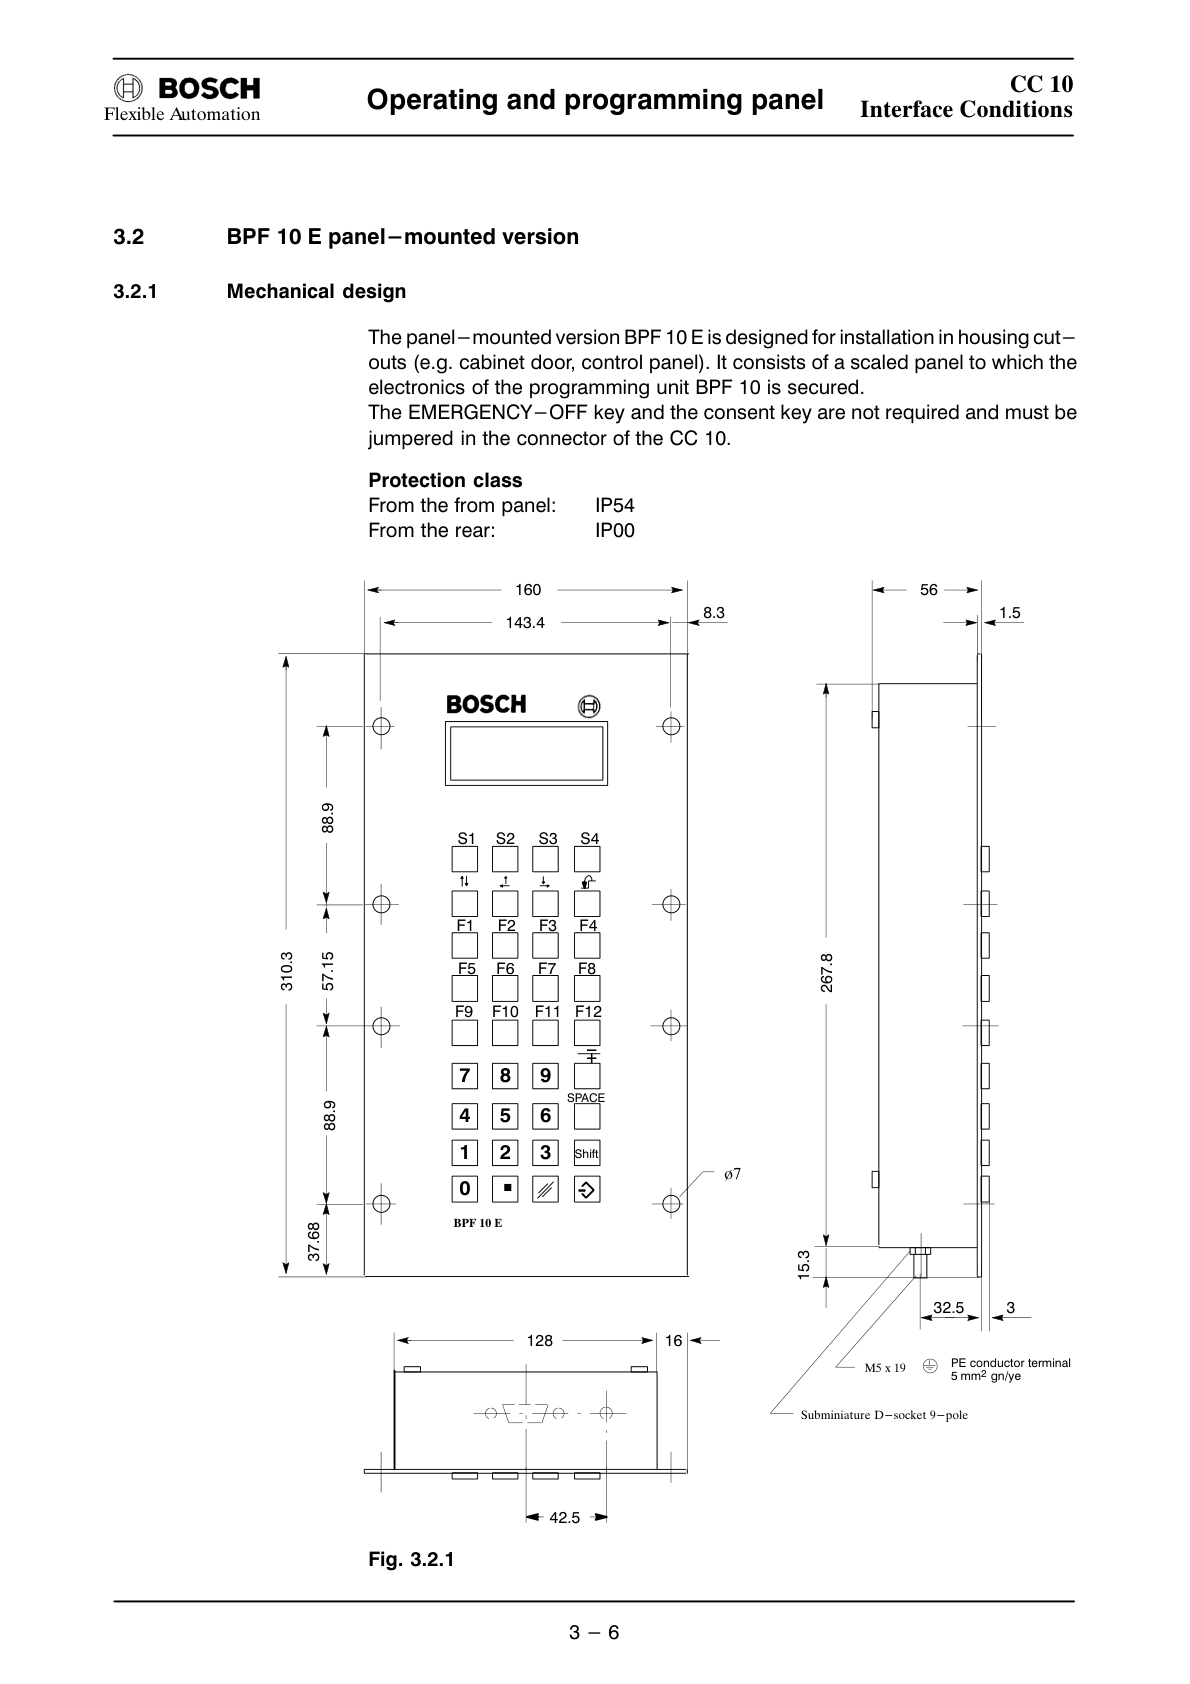 BOSCH
Flexible Automation
Operating and programming panel
CC 10
Interface Conditions
3.2 BPF 10 E panel−mounted version
3.2.1 Mechanical design
The panel−mounted version BPF 10 E is designed for installation in housing cut−
outs (e.g. cabinet door, control panel). It consists of a scaled panel to which the
electronics of the programming unit BPF 10 is secured.
The EMERGENCY−OFF key and the consent key are not required and must be
jumpered in the connector of the CC 10.
Protection class
From the from panel: IP54
From the rear: IP00
160
56
143.4
8.3
1.5
BOSCH
88.9
S1 S2 S3 S4
F1 F2 F3 F4
310.3
57.15
267.8
F5 F6 F7 F8
F9 F10 F11 F12
7 8 9
SPACE
88.9
4 5 6
1 2 3 Shift
ø7
0
BPF 10 E
37.68
15.3
32.5
3
128
16
M5 x 19
PE conductor terminal
5 mm2 gn/ye
Subminiature D−socket 9−pole
42.5
Fig. 3.2.1
3 − 6